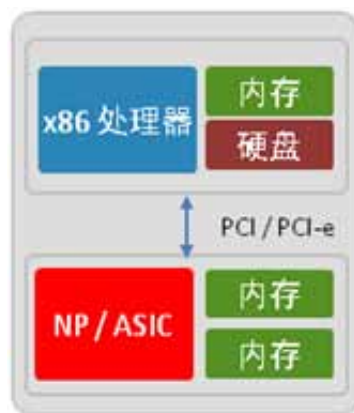 x86 处理器
内存
硬盘
PCI / PCI-e
NP / ASIC
内存
内存